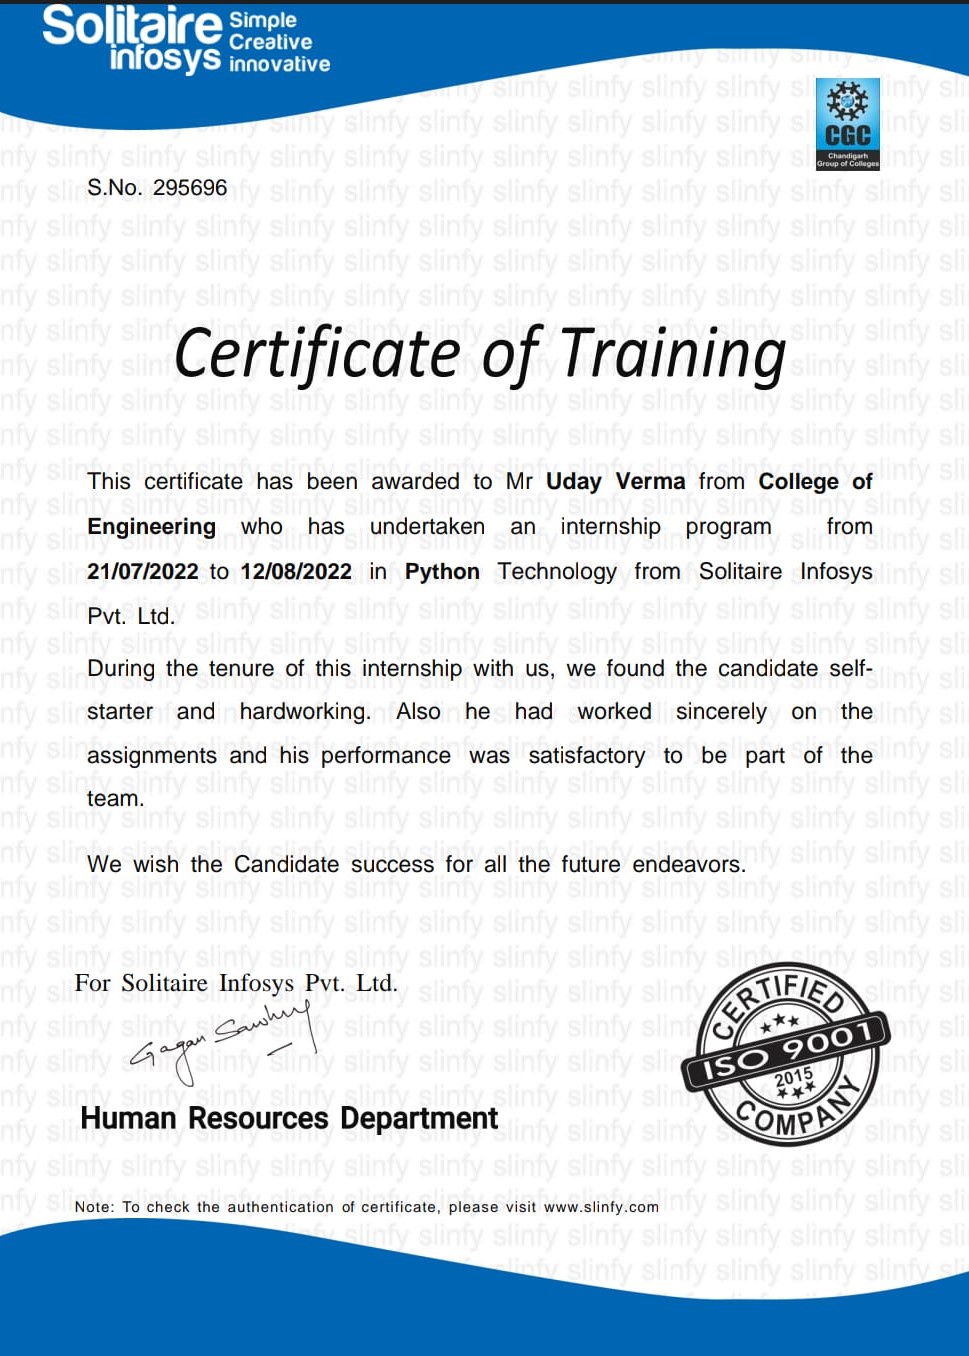 Solitaire Simple
infosys Creative
innovative
CGC
Chandigarh
Group of Colleges
S.No. 295696
Certificate of Training
This certificate has been awarded to Mr Uday Verma from College of
Engineering who has undertaken an internship program from
21/07/2022 to 12/08/2022 in Python Technology from Solitaire Infosys
Pvt. Ltd.
During the tenure of this internship with us, we found the candidate self-
starter and hardworking. Also he had worked sincerely on the
assignments and his performance was satisfactory to be part of the
team.
We wish the Candidate success for all the future endeavors.
For Solitaire Infosys Pvt. Ltd.
Gagan Sawhney
Human Resources Department
CERTIFIED
ISO 9001
2015
COMPANY
Note: To check the authentication of certificate, please visit www.slinfy.com